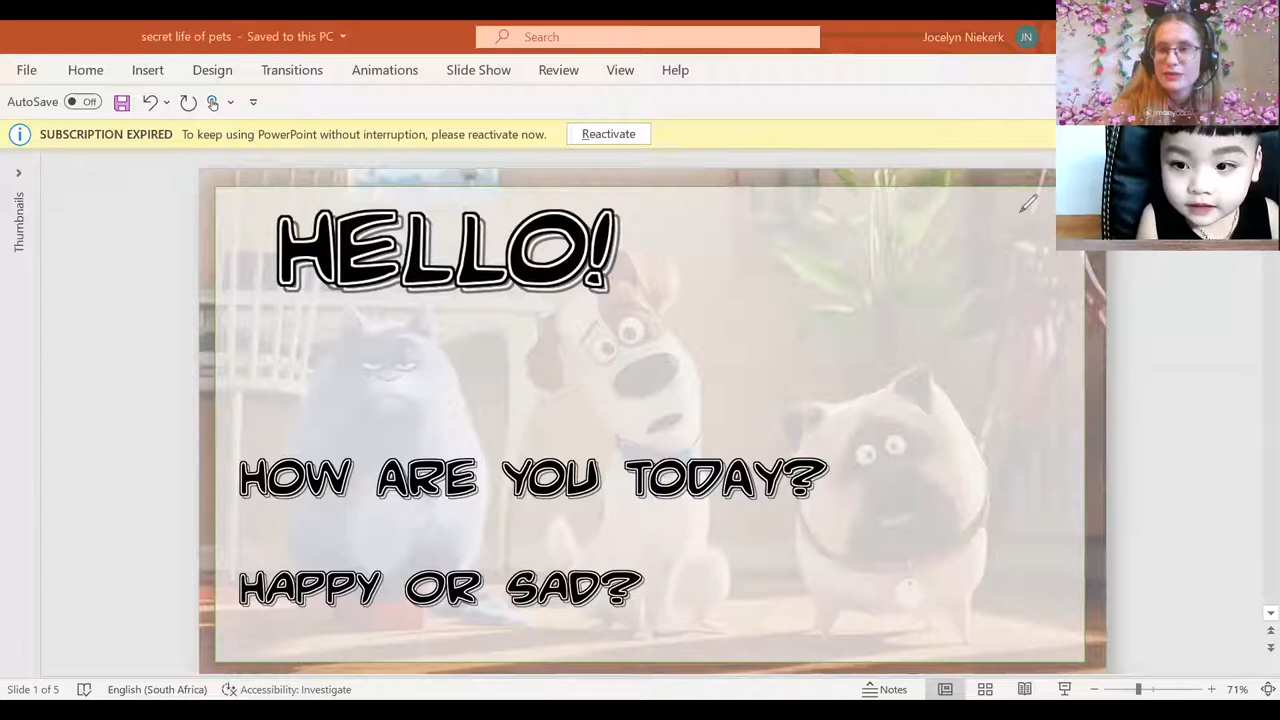 secret life of pets - Saved to this PC
Search
Jocelyn Niekerk JN
File Home Insert Design Transitions Animations Slide Show Review View Help
AutoSave Off
SUBSCRIPTION EXPIRED To keep using PowerPoint without interruption, please reactivate now. Reactivate
Thumbnails
HELLO!
HOW ARE YOU TODAY?
HAPPY OR SAD?
Slide 1 of 5 English (South Africa) Accessibility: Investigate Notes 71%